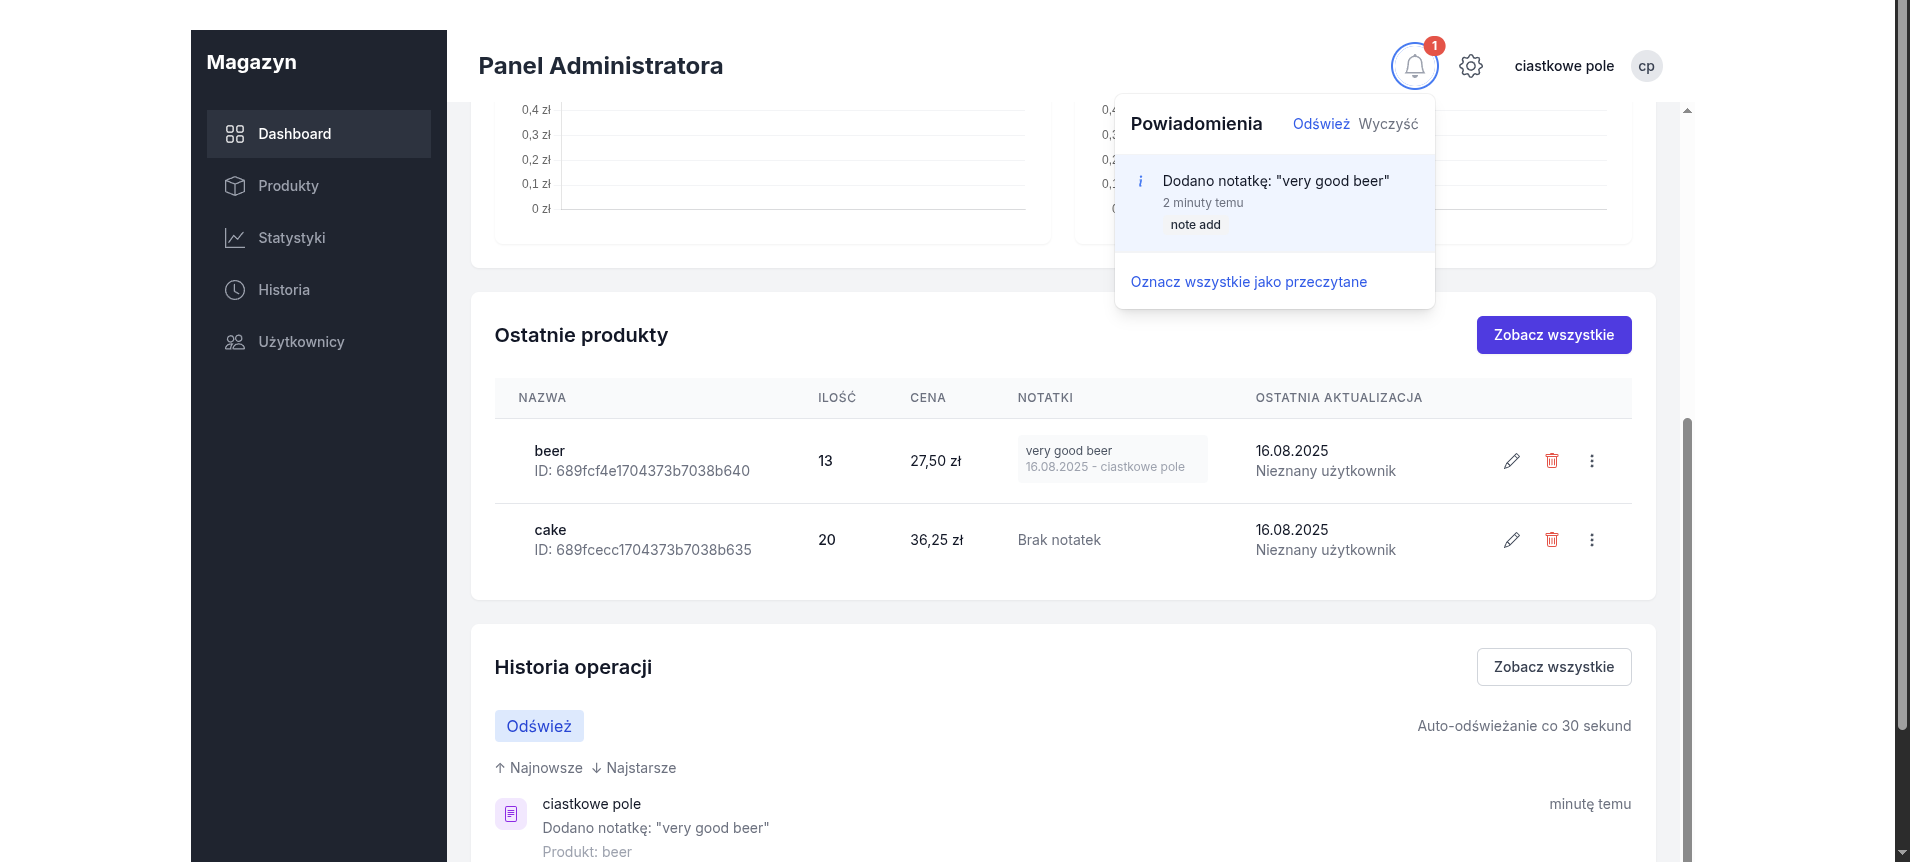 Magazyn
Dashboard
Produkty
Statystyki
Historia
Użytkownicy
Panel Administratora
1
ciastkowe pole
cp
0,4 zł
0,3 zł
0,2 zł
0,1 zł
0 zł
Powiadomienia
Odśwież
Wyczyść
i
Dodano notatkę: "very good beer"
2 minuty temu
note add
Oznacz wszystkie jako przeczytane
Ostatnie produkty
Zobacz wszystkie
NAZWA ILOŚĆ CENA NOTATKI OSTATNIA AKTUALIZACJA
beer
ID: 689fcf4e1704373b7038b640
13
27,50 zł
very good beer
16.08.2025 - ciastkowe pole
16.08.2025
Nieznany użytkownik
cake
ID: 689fcecc1704373b7038b635
20
36,25 zł
Brak notatek
16.08.2025
Nieznany użytkownik
Historia operacji
Zobacz wszystkie
Odśwież
Auto-odświeżanie co 30 sekund
↑ Najnowsze ↓ Najstarsze
ciastkowe pole
minutę temu
Dodano notatkę: "very good beer"
Produkt: beer